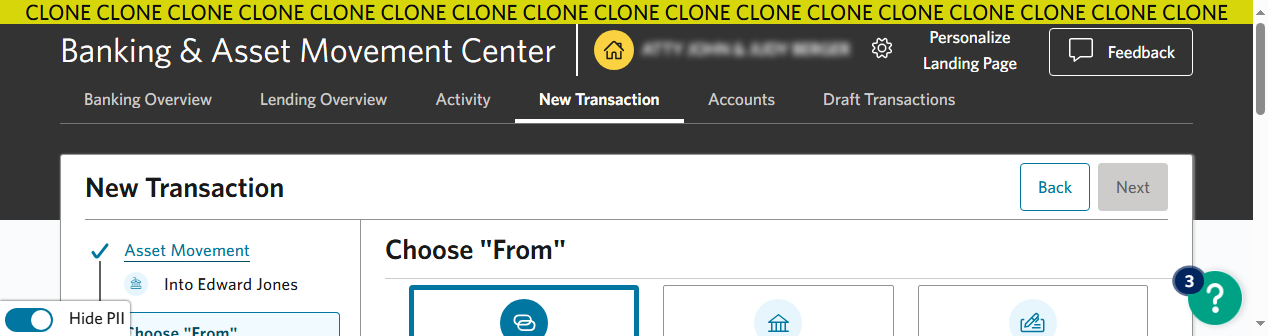 CLONE CLONE CLONE CLONE CLONE CLONE CLONE CLONE CLONE CLONE CLONE CLONE CLONE CLONE CLONE CLONE CLONE
Banking & Asset Movement Center
Personalize
Landing Page
Feedback
Banking Overview
Lending Overview
Activity
New Transaction
Accounts
Draft Transactions
New Transaction
Back
Next
Asset Movement
Into Edward Jones
Choose "From"
Choose "From"
Hide PII
3
?